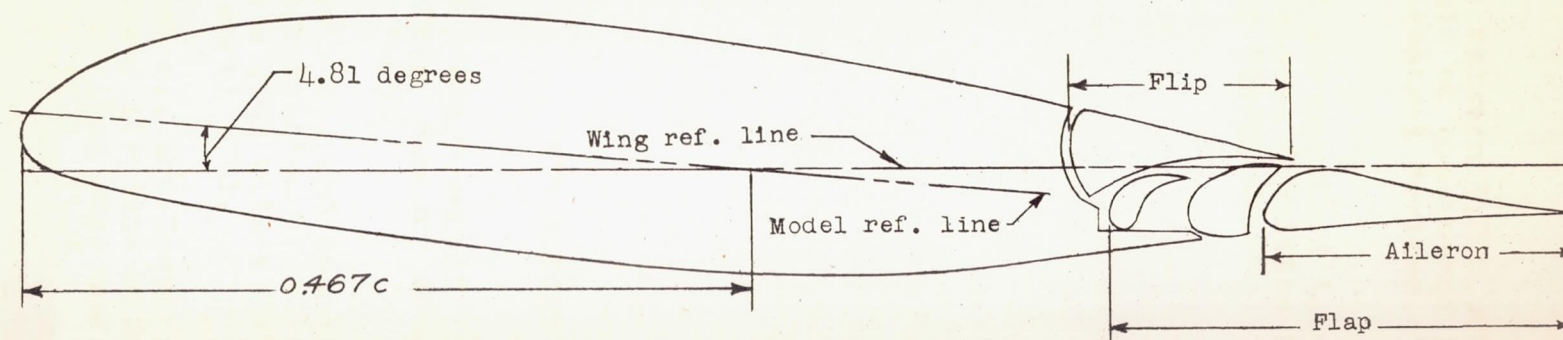 4.81 degrees
Flip
Wing ref. line
Model ref. line
Aileron
0.467c
Flap